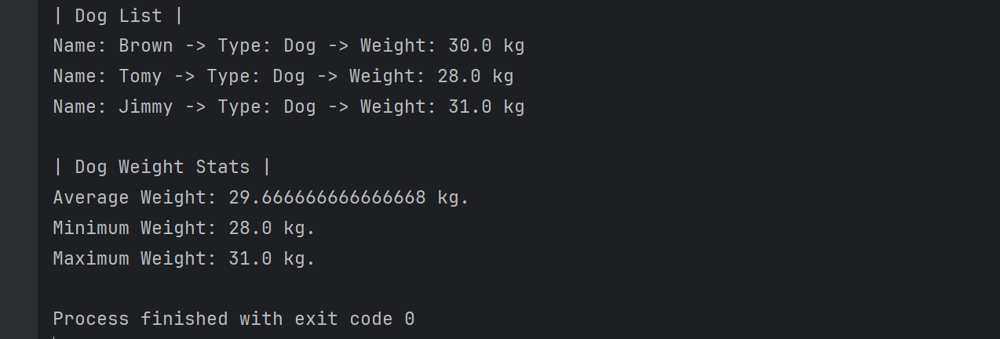 | Dog List |
Name: Brown -> Type: Dog -> Weight: 30.0 kg
Name: Tomy -> Type: Dog -> Weight: 28.0 kg
Name: Jimmy -> Type: Dog -> Weight: 31.0 kg
| Dog Weight Stats |
Average Weight: 29.666666666666668 kg.
Minimum Weight: 28.0 kg.
Maximum Weight: 31.0 kg.
Process finished with exit code 0